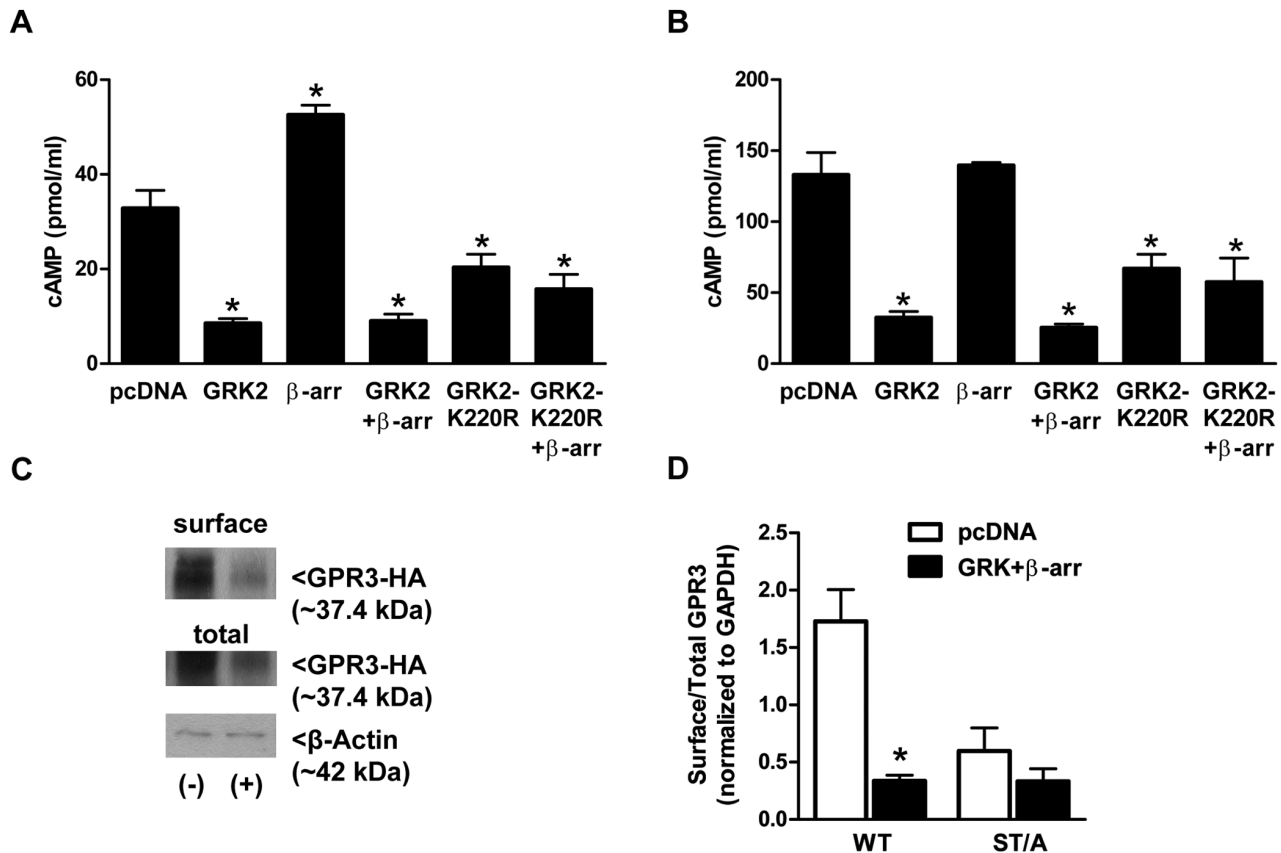 A
cAMP (pmol/ml)
60
40
20
0
*
*
*
*
*
pcDNA
GRK2
β-arr
GRK2
+β-arr
GRK2-
K220R
GRK2-
K220R
+β-arr
B
cAMP (pmol/ml)
200
150
100
50
0
*
*
*
*
pcDNA
GRK2
β-arr
GRK2
+β-arr
GRK2-
K220R
GRK2-
K220R
+β-arr
C
surface
<GPR3-HA
(~37.4 kDa)
total
<GPR3-HA
(~37.4 kDa)
<β-Actin
(~42 kDa)
(-) (+)
D
Surface/Total GPR3
(normalized to GAPDH)
2.5
2.0
1.5
1.0
0.5
0.0
pcDNA
GRK+β-arr
*
WT
ST/A